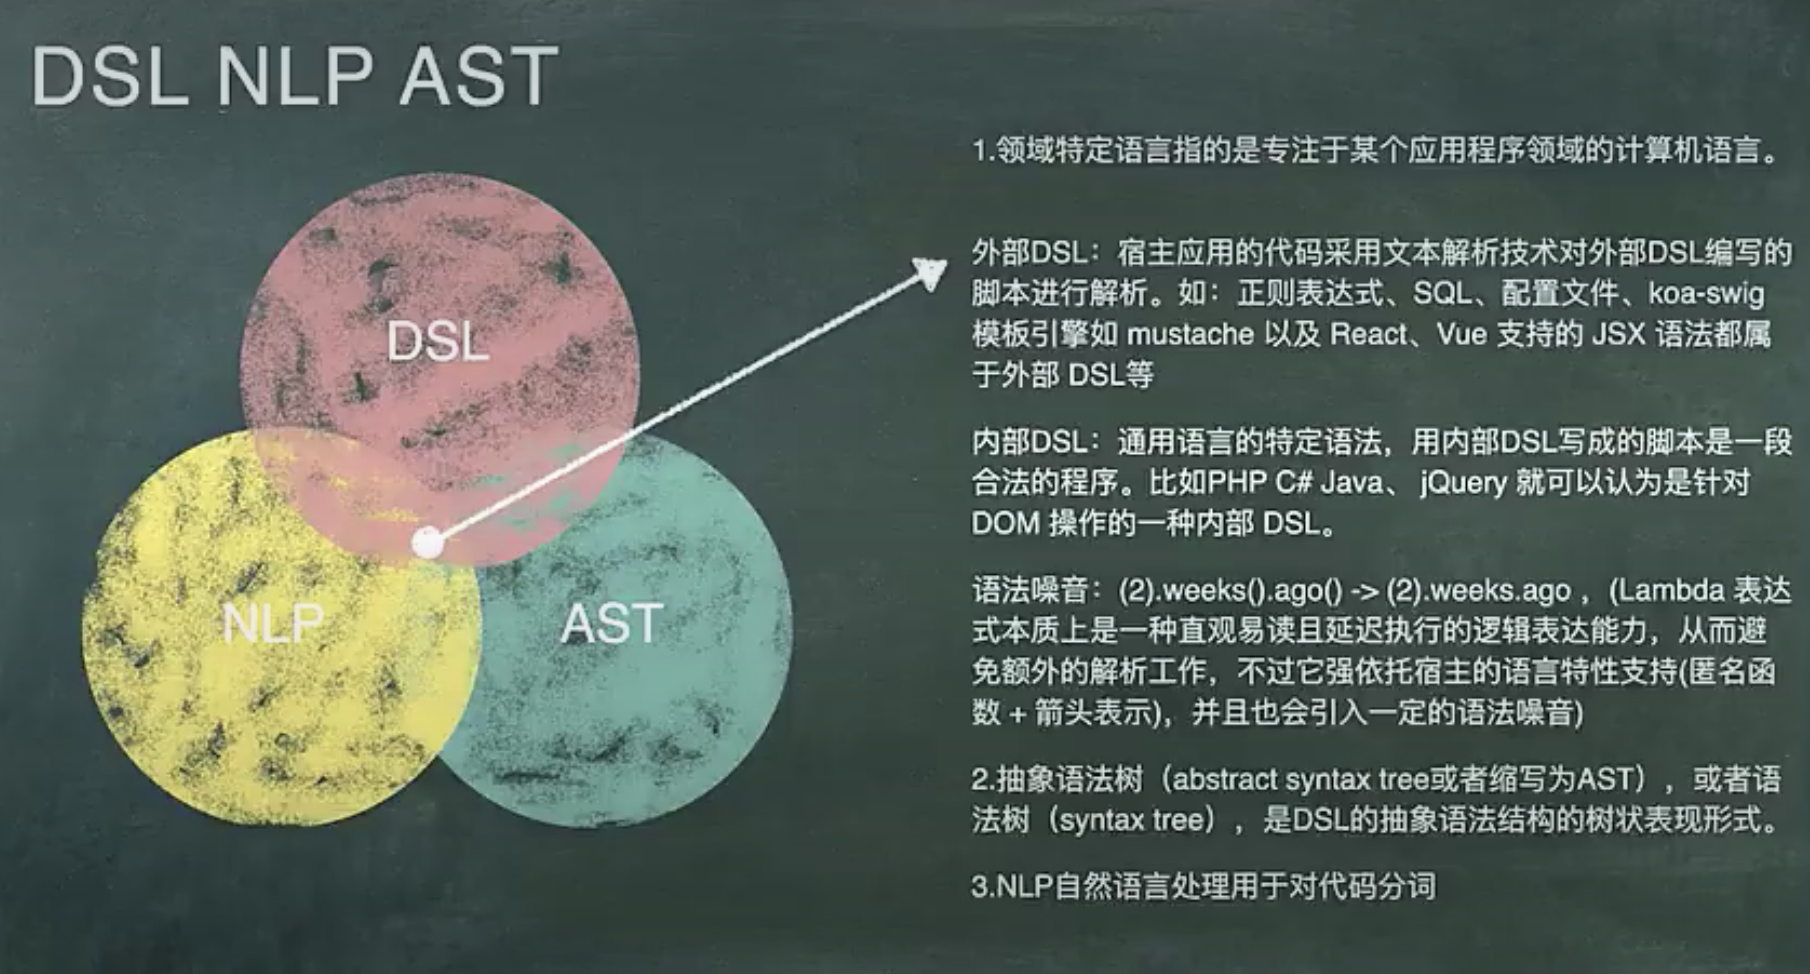 DSL NLP AST
DSL
NLP
AST
1.领域特定语言指的是专注于某个应用程序领域的计算机语言。
外部DSL：宿主应用的代码采用文本解析技术对外部DSL编写的
脚本进行解析。如：正则表达式、SQL、配置文件、koa-swig
模板引擎如 mustache 以及 React、Vue 支持的 JSX 语法都属
于外部 DSL等
内部DSL：通用语言的特定语法，用内部DSL写成的脚本是一段
合法的程序。比如PHP C# Java、 jQuery 就可以认为是针对
DOM 操作的一种内部 DSL。
语法噪音：(2).weeks().ago() -> (2).weeks.ago ，(Lambda 表达
式本质上是一种直观易读且延迟执行的逻辑表达能力，从而避
免额外的解析工作，不过它强依托宿主的语言特性支持(匿名函
数 + 箭头表示)，并且也会引入一定的语法噪音)
2.抽象语法树（abstract syntax tree或者缩写为AST），或者语
法树（syntax tree），是DSL的抽象语法结构的树状表现形式。
3.NLP自然语言处理用于对代码分词